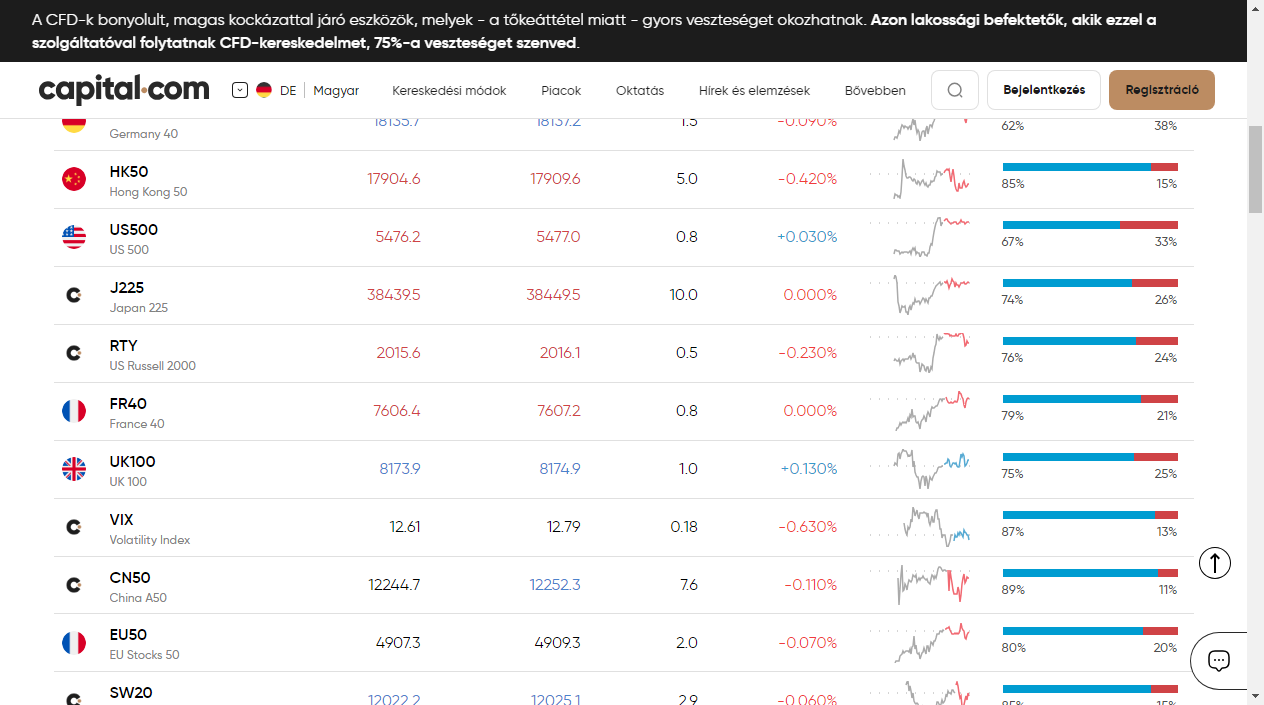 A CFD-k bonyolult, magas kockázattal járó eszközök, melyek - a tőkeáttétel miatt - gyors veszteséget okozhatnak. Azon lakossági befektetők, akik ezzel a
szolgáltatóval folytatnak CFD-kereskedelmet, 75%-a veszteséget szenved.
capital.com DE Magyar Kereskedési módok Piacok Oktatás Hírek és elemzések Bővebben Bejelentkezés Regisztráció
18135.7 18137.2 1.5 -0.090%
Germany 40 62% 38%
HK50 17904.6 17909.6 5.0 -0.420%
Hong Kong 50 85% 15%
US500 5476.2 5477.0 0.8 +0.030%
US 500 67% 33%
J225 38439.5 38449.5 10.0 0.000%
Japan 225 74% 26%
RTY 2015.6 2016.1 0.5 -0.230%
US Russell 2000 76% 24%
FR40 7606.4 7607.2 0.8 0.000%
France 40 79% 21%
UK100 8173.9 8174.9 1.0 +0.130%
UK 100 75% 25%
VIX 12.61 12.79 0.18 -0.630%
Volatility Index 87% 13%
CN50 12244.7 12252.3 7.6 -0.110%
China A50 89% 11%
EU50 4907.3 4909.3 2.0 -0.070%
EU Stocks 50 80% 20%
SW20 12022.2 12025.1 2.9 -0.060%
85% 15%